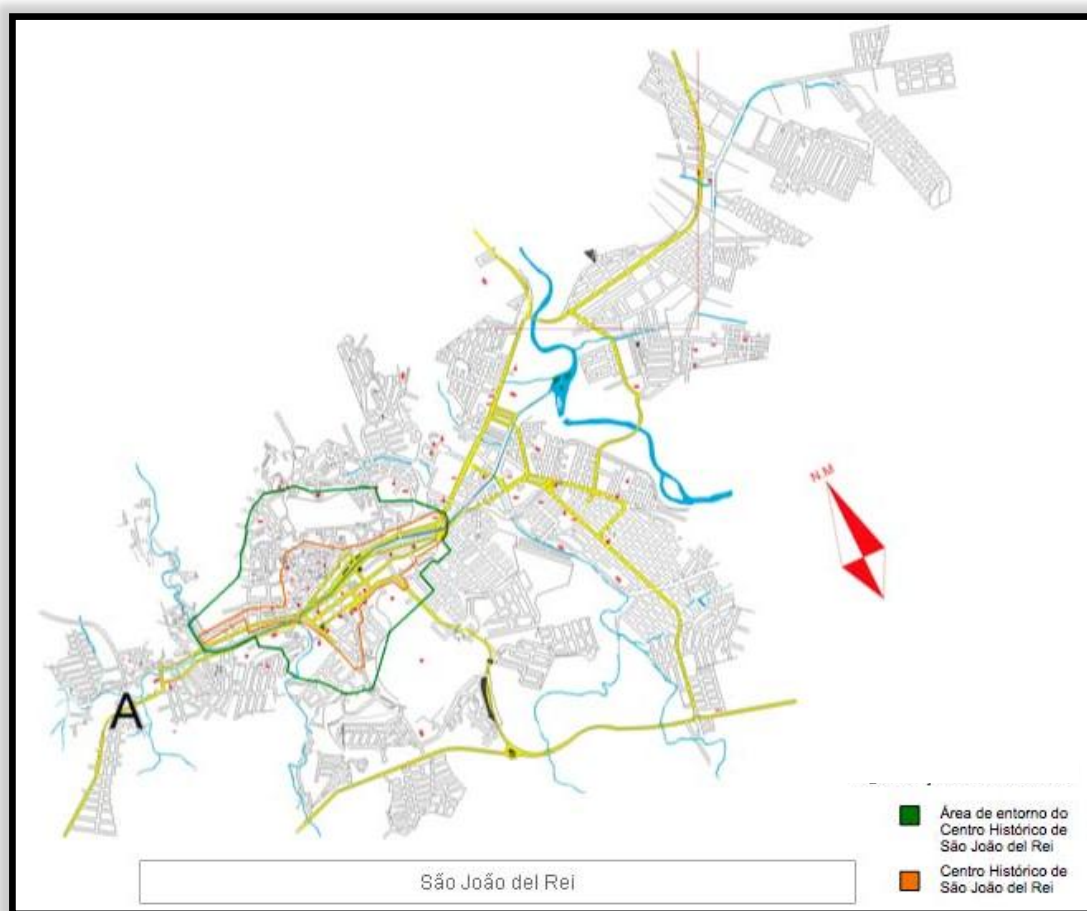 N.M
A
Área de entorno do
Centro Histórico de
São João del Rei
Centro Histórico de
São João del Rei
São João del Rei